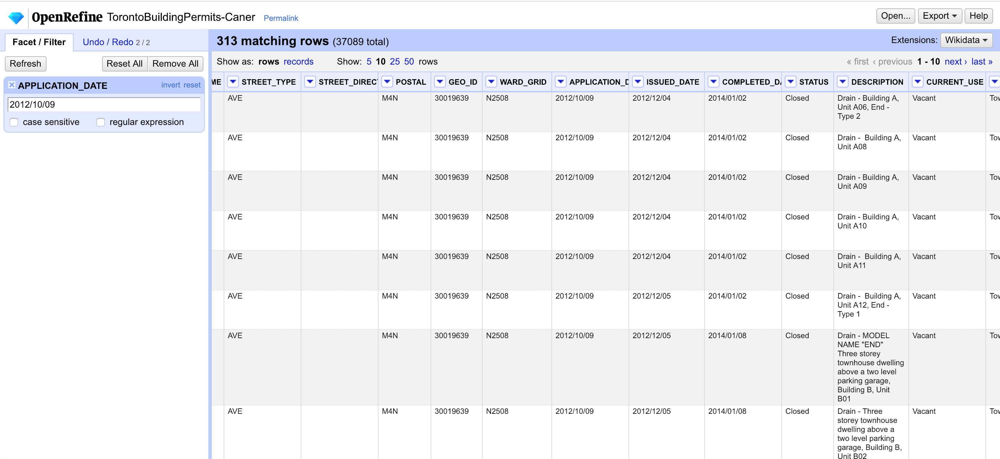 OpenRefine TorontoBuildingPermits-Caner Permalink Open... Export Help
Facet / Filter Undo / Redo 2 / 2
313 matching rows (37089 total) Extensions: Wikidata
Refresh Reset All Remove All
Show as: rows records Show: 5 10 25 50 rows « first ‹ previous 1 - 10 next › last »
APPLICATION_DATE invert reset
2012/10/09
case sensitive regular expression
ME STREET_TYPE STREET_DIREC POSTAL GEO_ID WARD_GRID APPLICATION_D ISSUED_DATE COMPLETED_DA STATUS DESCRIPTION CURRENT_USE
AVE M4N 30019639 N2508 2012/10/09 2012/12/04 2014/01/02 Closed Drain - Building A, Vacant Tow
Unit A06, End -
Type 2
AVE M4N 30019639 N2508 2012/10/09 2012/12/04 2014/01/02 Closed Drain -  Building A, Vacant Tow
Unit A08
AVE M4N 30019639 N2508 2012/10/09 2012/12/04 2014/01/02 Closed Drain - Building A, Vacant Tow
Unit A09
AVE M4N 30019639 N2508 2012/10/09 2012/12/04 2014/01/02 Closed Drain - Building A, Vacant Tow
Unit A10
AVE M4N 30019639 N2508 2012/10/09 2012/12/04 2014/01/02 Closed Drain -  Building A, Vacant Tow
Unit A11
AVE M4N 30019639 N2508 2012/10/09 2012/12/05 2014/01/02 Closed Drain -  Building A, Vacant Tow
Unit A12, End -
Type 1
AVE M4N 30019639 N2508 2012/10/09 2012/12/05 2014/01/08 Closed Drain - MODEL Vacant Tow
NAME "END"
Three storey
townhouse dwelling
above a two level
parking garage,
Building B, Unit
B01
AVE M4N 30019639 N2508 2012/10/09 2012/12/05 2014/01/08 Closed Drain - Three Vacant Tow
storey townhouse
dwelling above a
two level parking
garage, Building B,
Unit B02